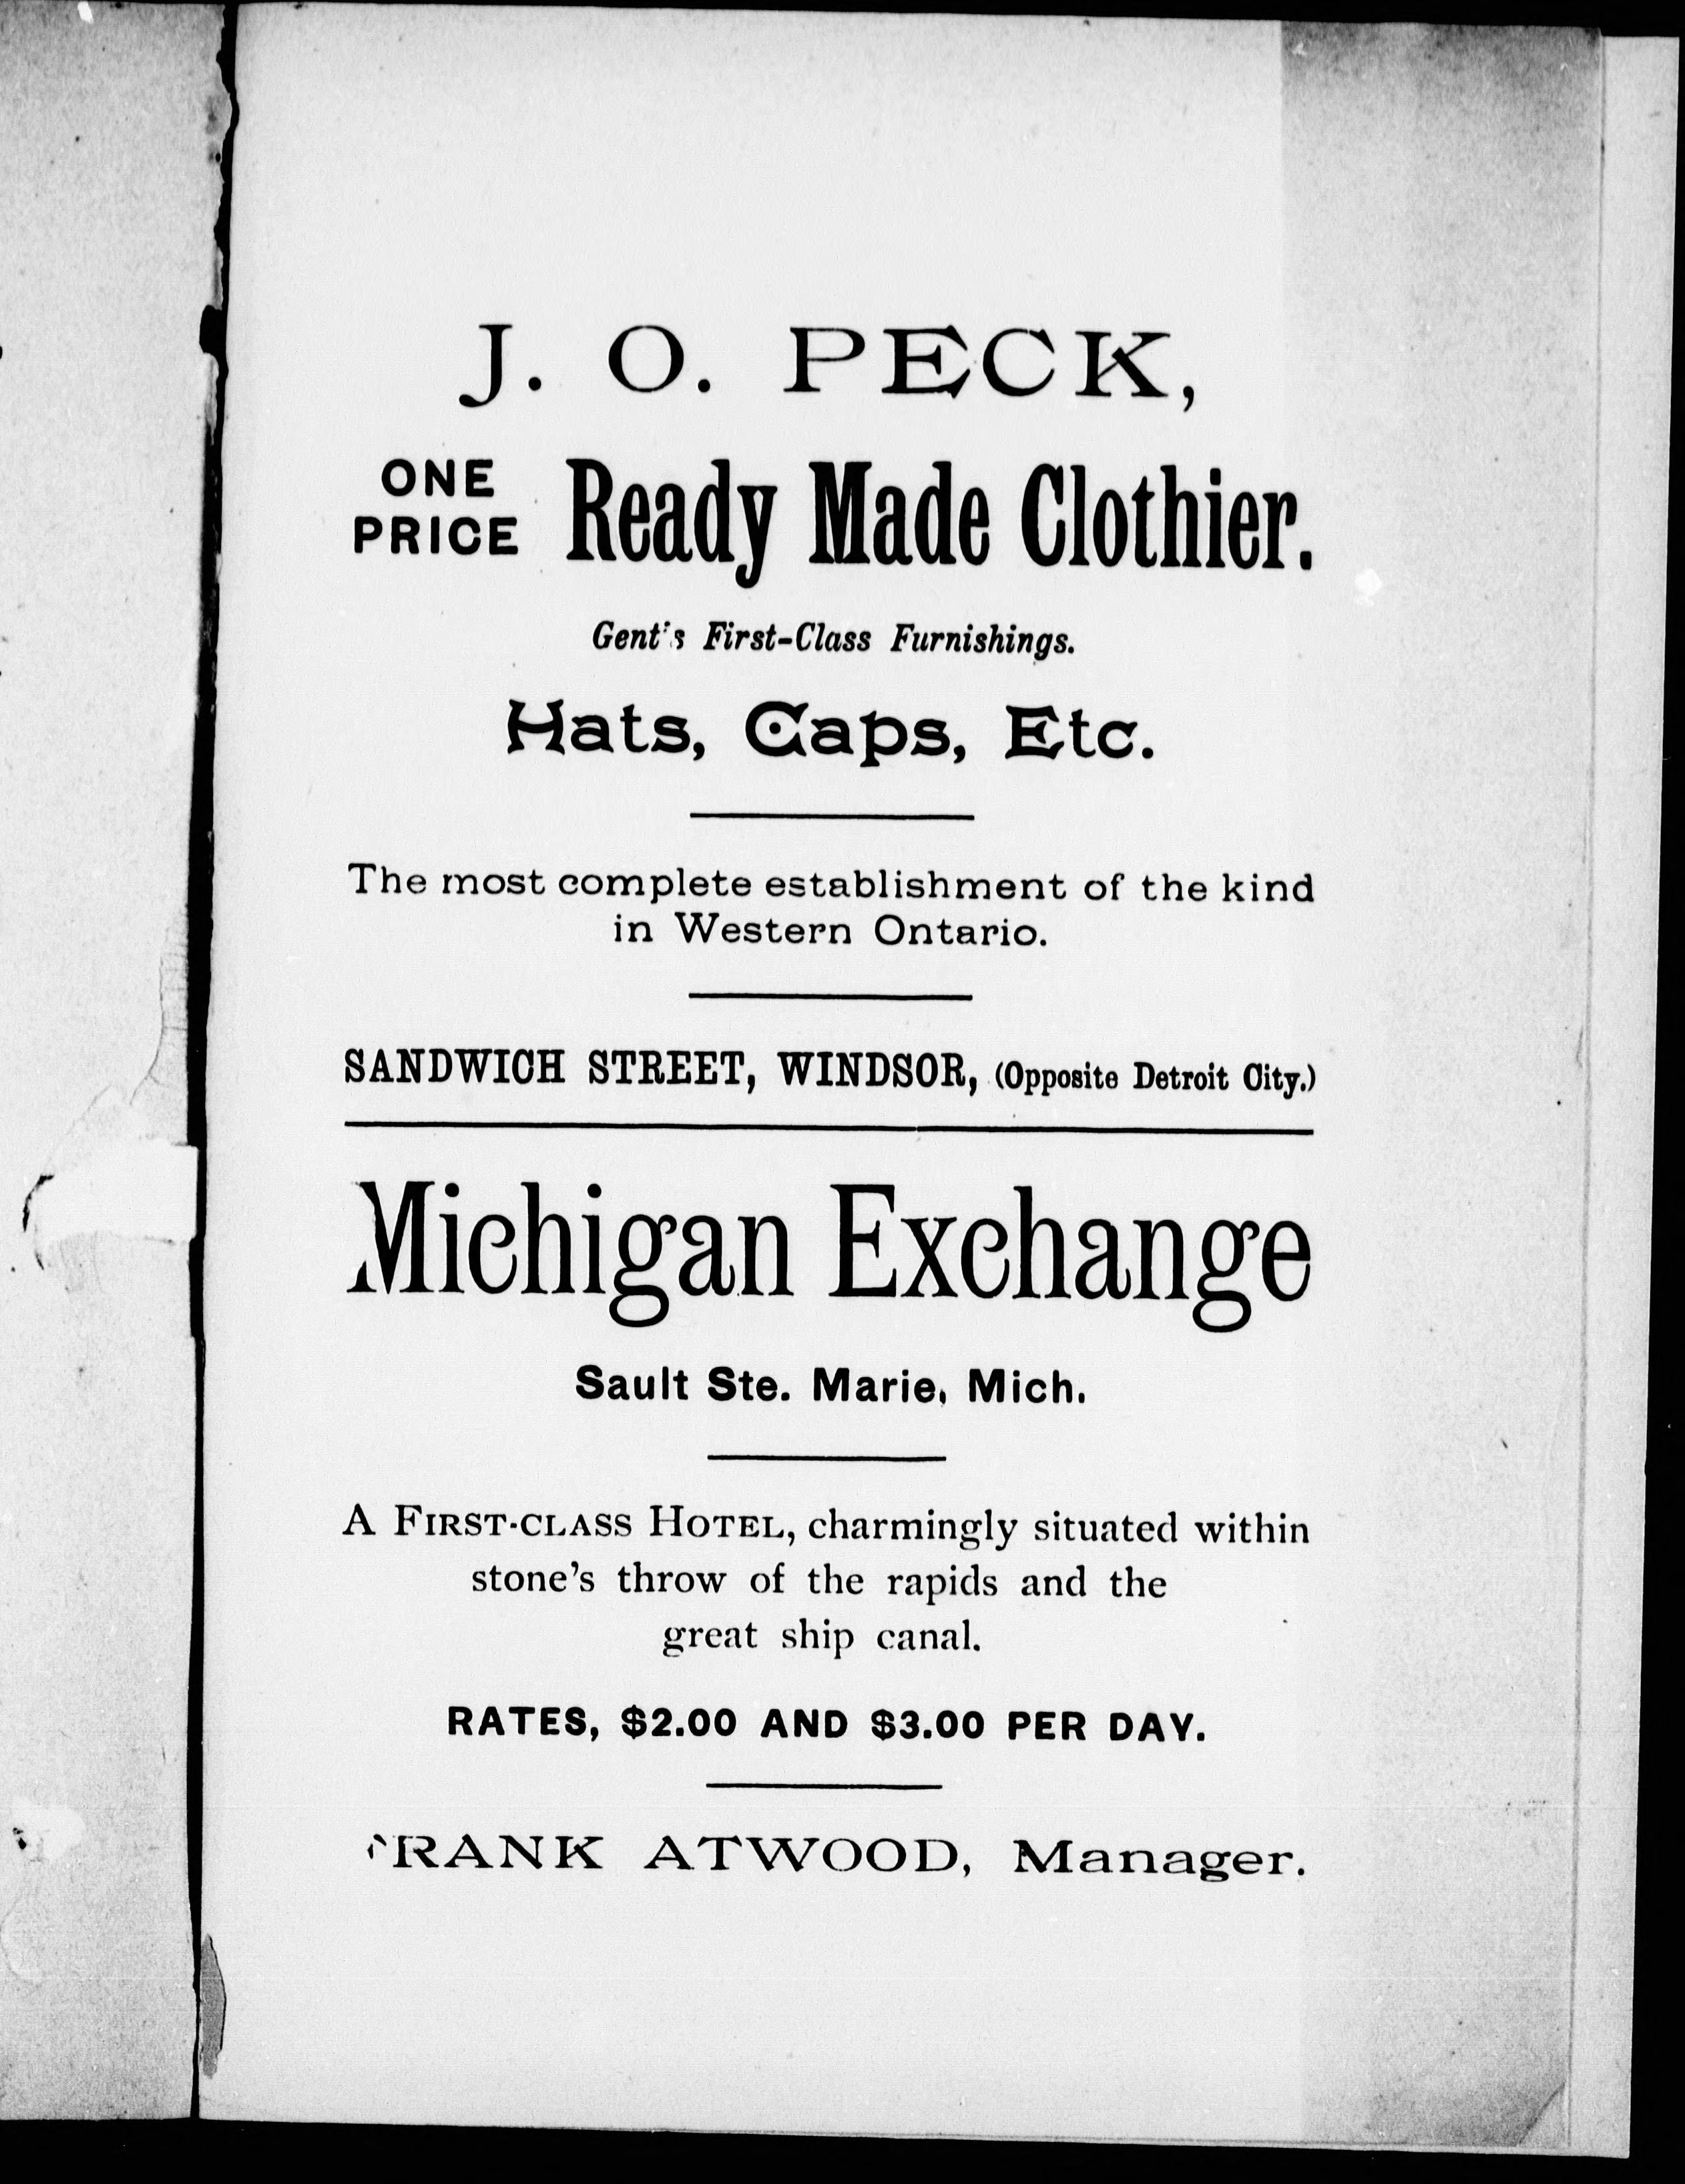 J. O. PECK,
ONE PRICE Ready Made Clothier.
Gent's First-Class Furnishings.
Hats, Caps, Etc.
The most complete establishment of the kind
in Western Ontario.
SANDWICH STREET, WINDSOR, (Opposite Detroit City.)
Michigan Exchange
Sault Ste. Marie, Mich.
A FIRST-CLASS HOTEL, charmingly situated within
stone's throw of the rapids and the
great ship canal.
RATES, $2.00 AND $3.00 PER DAY.
FRANK ATWOOD, Manager.